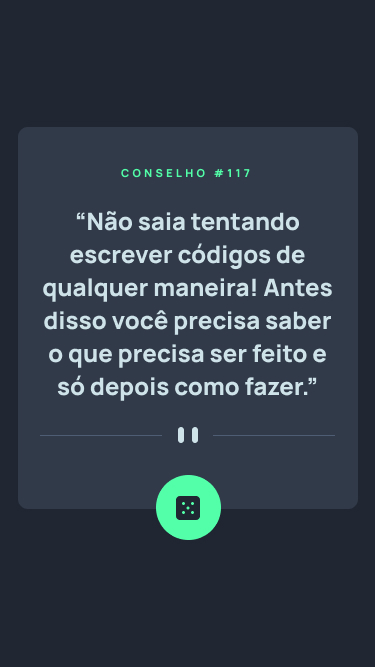 CONSELHO #117
“Não saia tentando
escrever códigos de
qualquer maneira! Antes
disso você precisa saber
o que precisa ser feito e
só depois como fazer.”